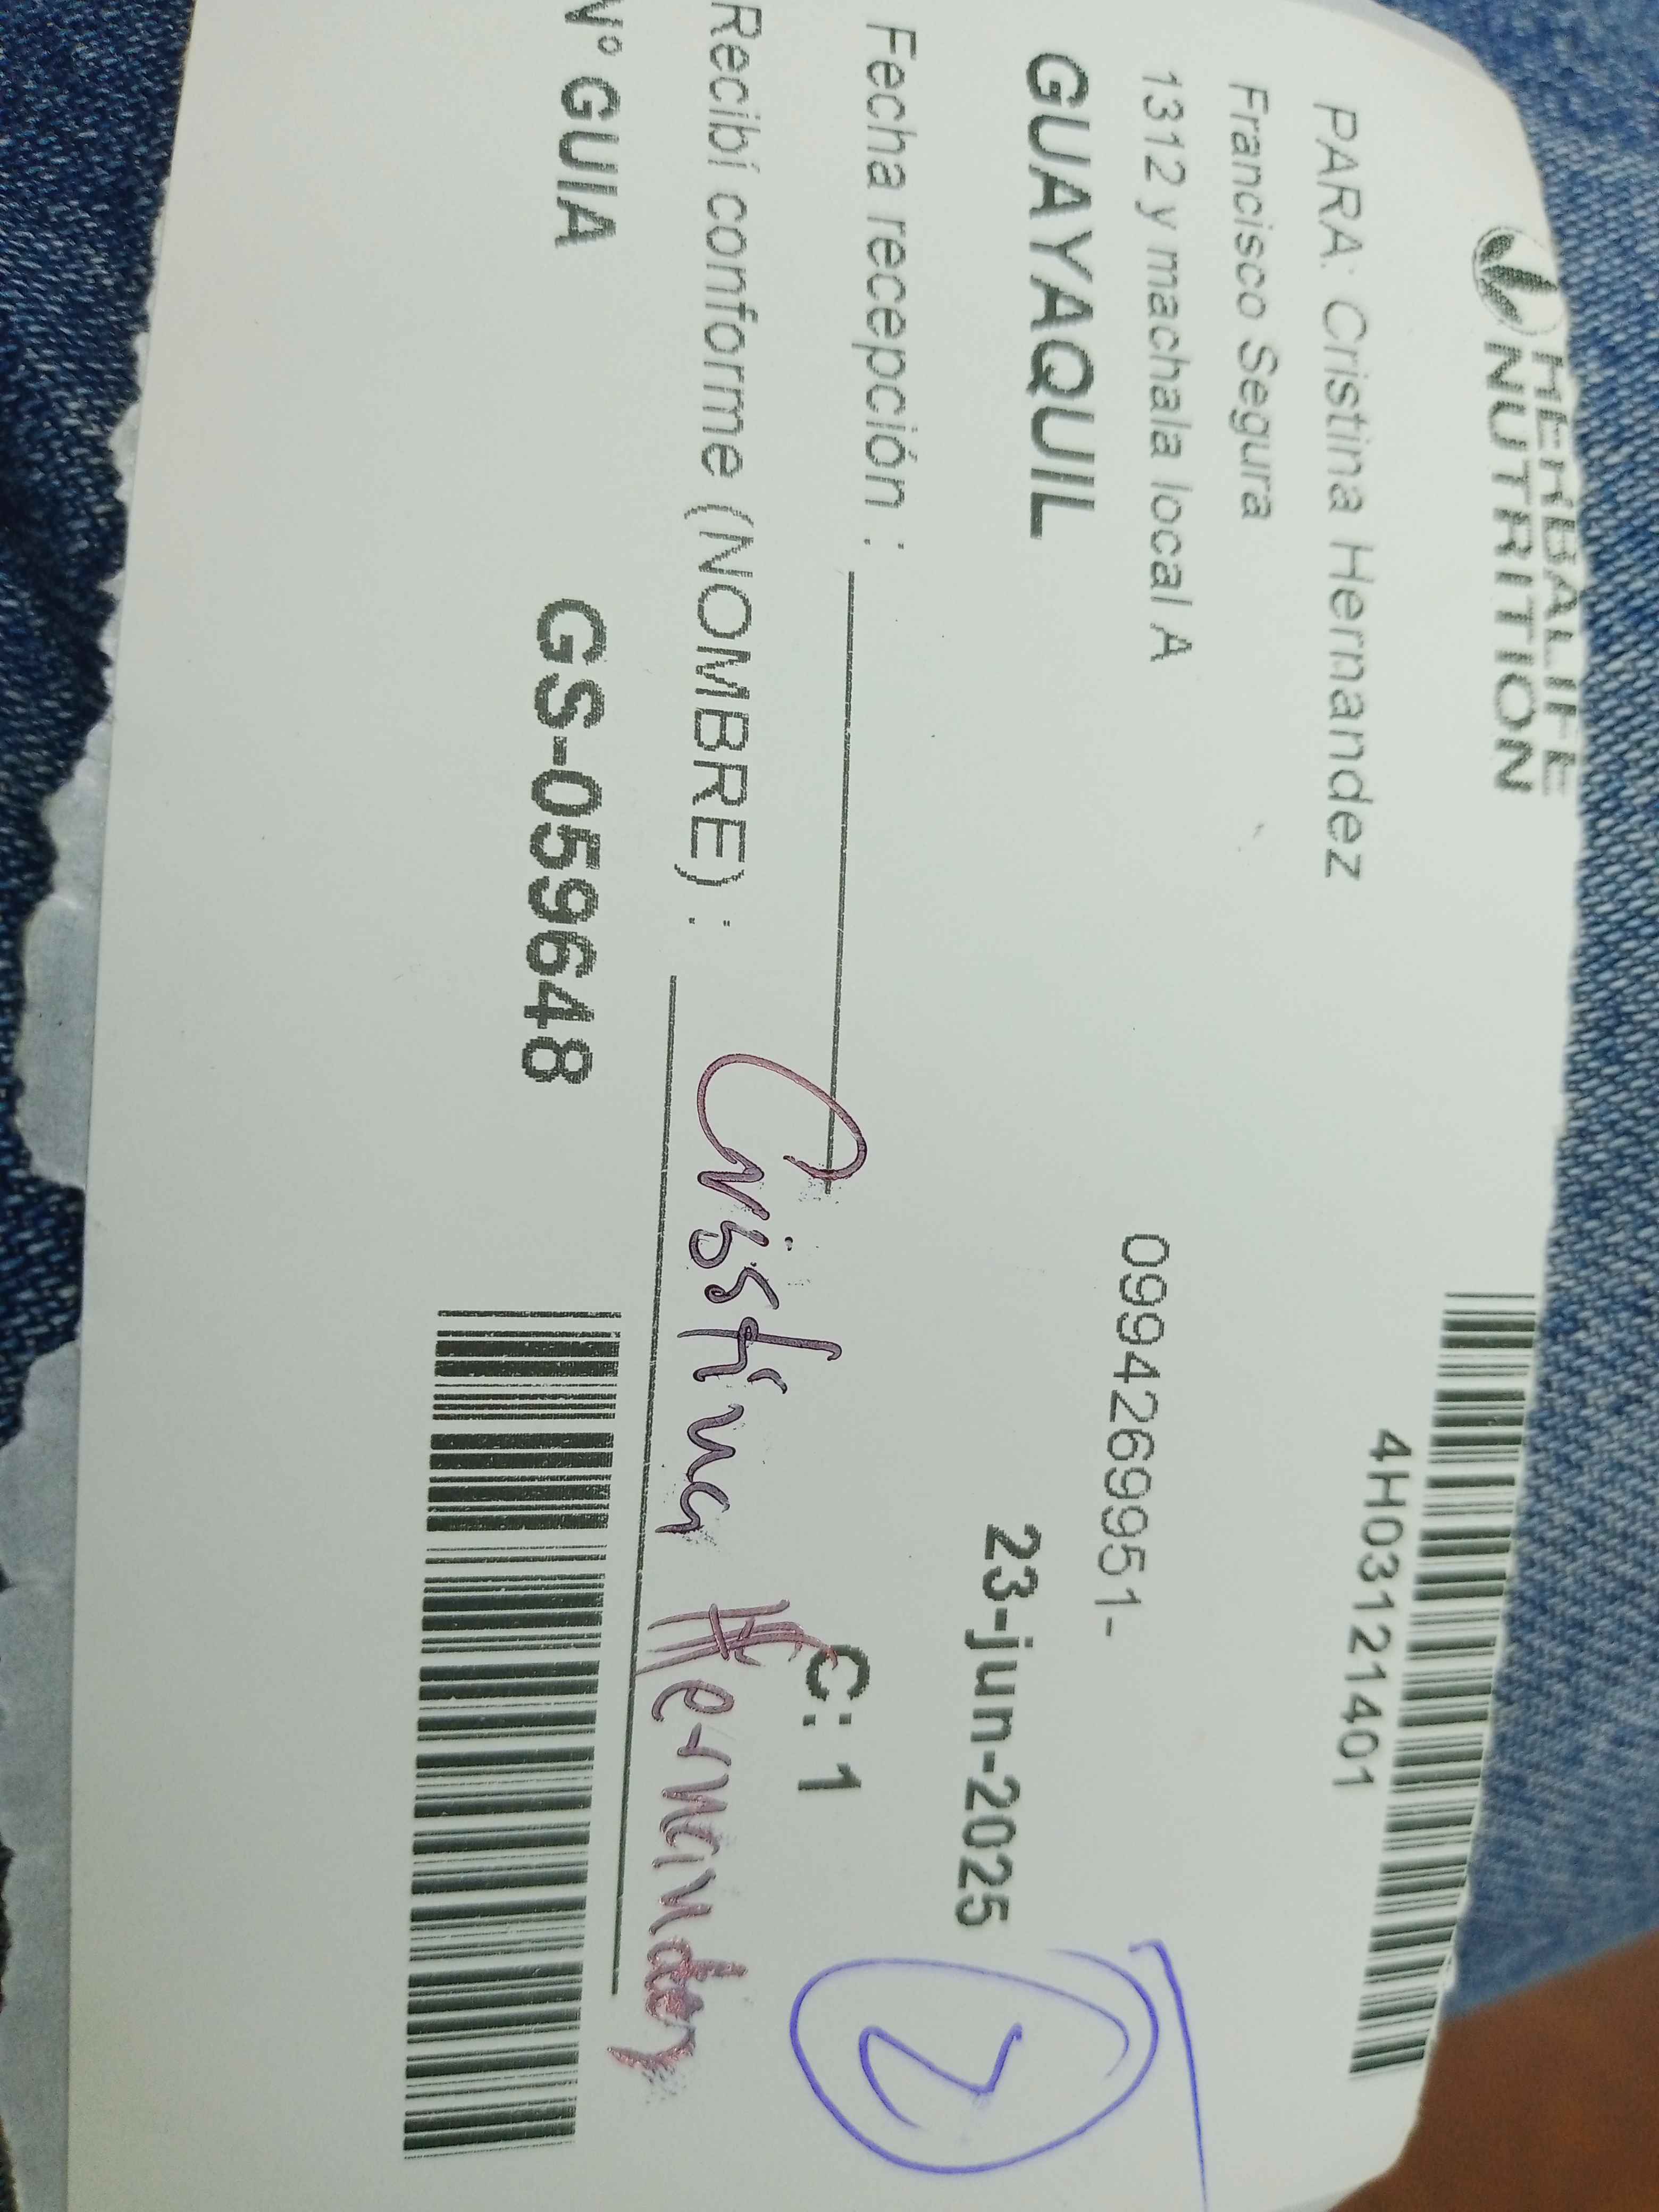 HERBALIFE
NUTRITION
4H03121401
PARA: Cristina Hernandez
Francisco Segura
1312 y machala local A
0994269951-
GUAYAQUIL
23-jun-2025
2
Fecha recepción :
C: 1
Recibí conforme (NOMBRE) : Cristina Hernandez
N° GUIA GS-059648